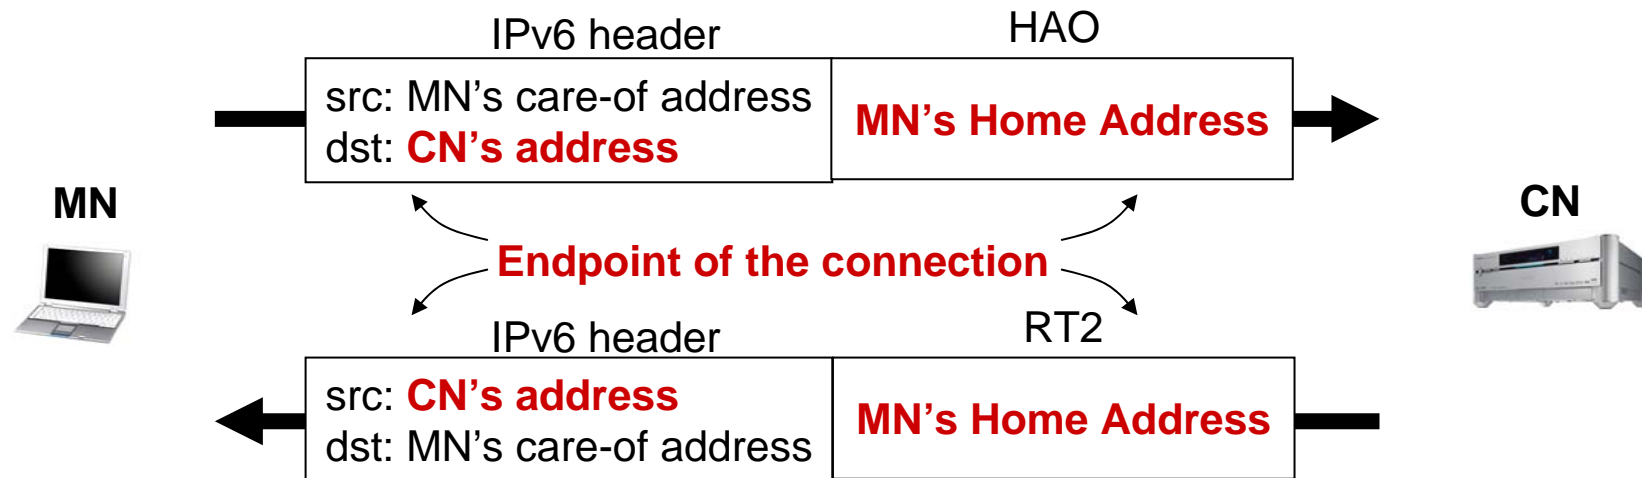 IPv6 header
HAO
src: MN's care-of address
dst: CN's address
MN's Home Address
MN
CN
Endpoint of the connection
IPv6 header
RT2
src: CN's address
dst: MN's care-of address
MN's Home Address